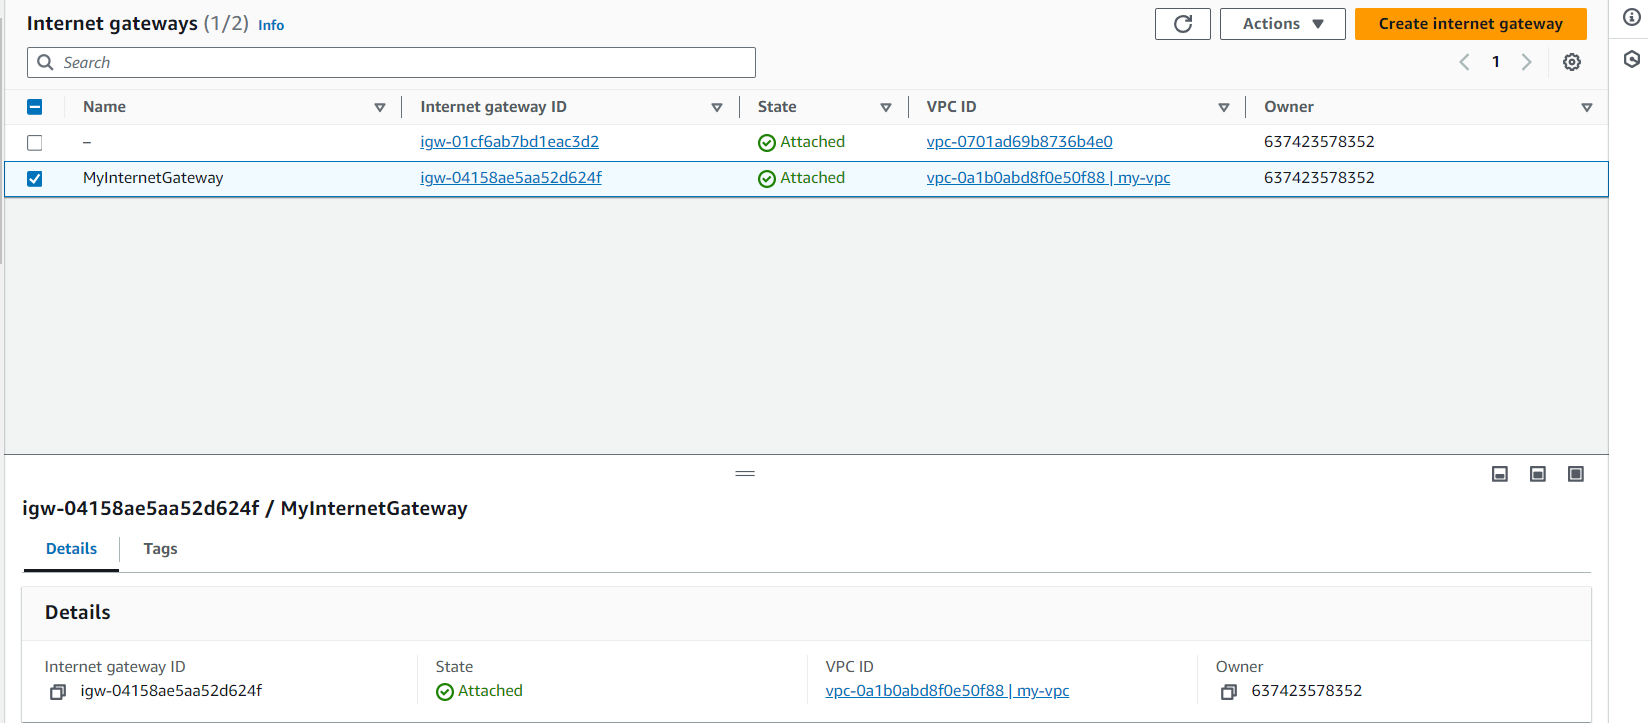 Internet gateways (1/2) Info
Actions
Create internet gateway
Search
1
Name Internet gateway ID State VPC ID Owner
– igw-01cf6ab7bd1eac3d2 Attached vpc-0701ad69b8736b4e0 637423578352
MyInternetGateway igw-04158ae5aa52d624f Attached vpc-0a1b0abd8f0e50f88 | my-vpc 637423578352
igw-04158ae5aa52d624f / MyInternetGateway
Details Tags
Details
Internet gateway ID State VPC ID Owner
igw-04158ae5aa52d624f Attached vpc-0a1b0abd8f0e50f88 | my-vpc 637423578352